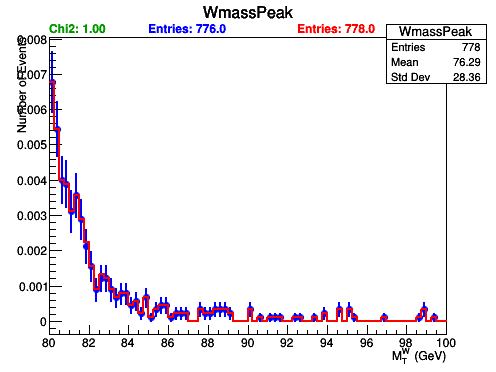 WmassPeak
Chi2: 1.00 Entries: 776.0 Entries: 778.0
WmassPeak
Entries 778
Mean 76.29
Std Dev 28.36
Number of Events
0.008
0.007
0.006
0.005
0.004
0.003
0.002
0.001
0
80 82 84 86 88 90 92 94 96 98 100
M_T^W (GeV)